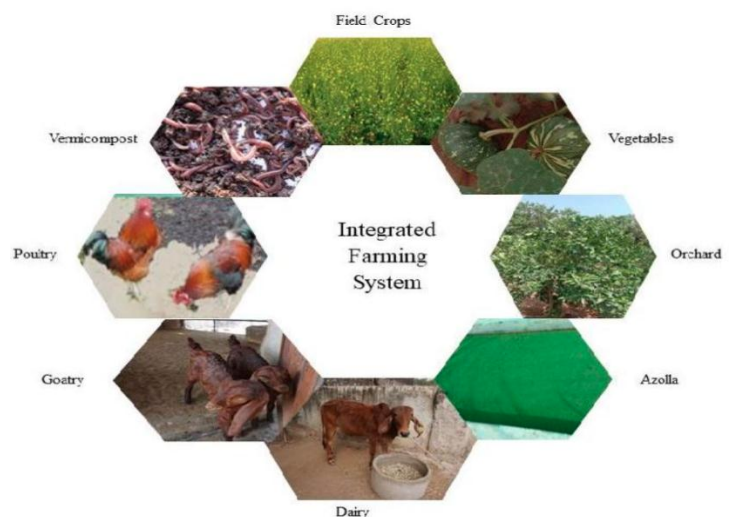 Field Crops
Vermicompost
Vegetables
Integrated
Farming
System
Poultry
Orchard
Goatry
Azolla
Dairy